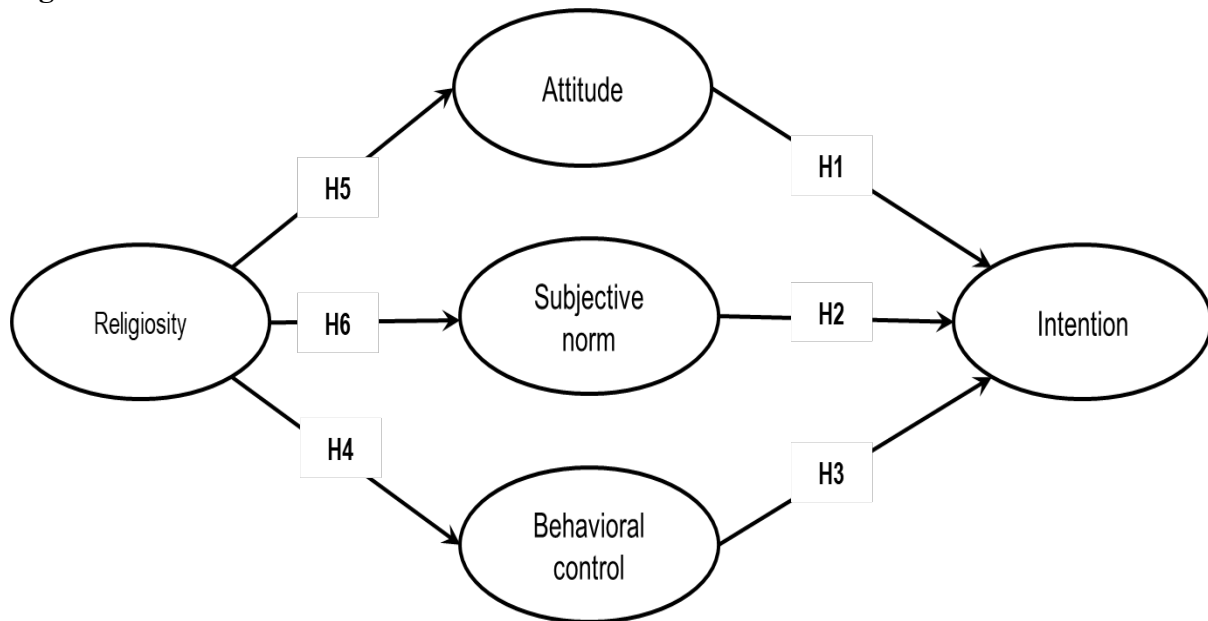 Attitude
H1
H5
Subjective
norm
H2
Religiosity
H6
Intention
H4
H3
Behavioral
control